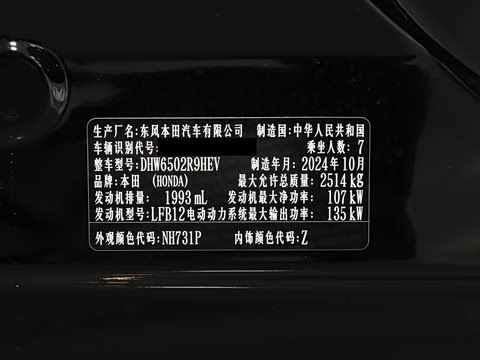 生产厂名:东风本田汽车有限公司 制造国:中华人民共和国
车辆识别代号: 乘坐人数: 7
整车型号:DHW6502R9HEV 制造年月: 2024年10月
品牌:本田 (HONDA) 最大允许总质量: 2514 kg
发动机排量: 1993 mL 发动机最大净功率: 107 kW
发动机型号:LFB12 电动动力系统最大输出功率: 135 kW
外观颜色代码:NH731P 内饰颜色代码:Z